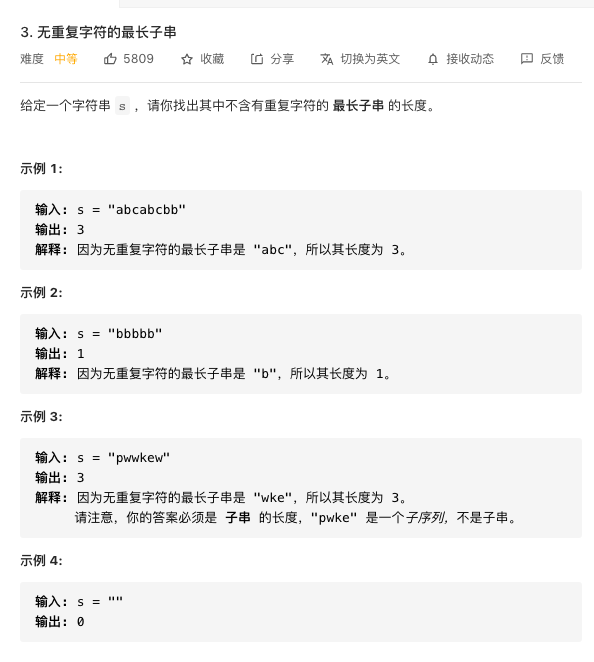 3. 无重复字符的最长子串
难度 中等 5809 收藏 分享 切换为英文 接收动态 反馈
给定一个字符串 s ，请你找出其中不含有重复字符的 最长子串 的长度。
示例 1:
输入: s = "abcabcbb"
输出: 3
解释: 因为无重复字符的最长子串是 "abc"，所以其长度为 3。
示例 2:
输入: s = "bbbbb"
输出: 1
解释: 因为无重复字符的最长子串是 "b"，所以其长度为 1。
示例 3:
输入: s = "pwwkew"
输出: 3
解释: 因为无重复字符的最长子串是 "wke"，所以其长度为 3。
请注意，你的答案必须是 子串 的长度，"pwke" 是一个子序列，不是子串。
示例 4:
输入: s = ""
输出: 0